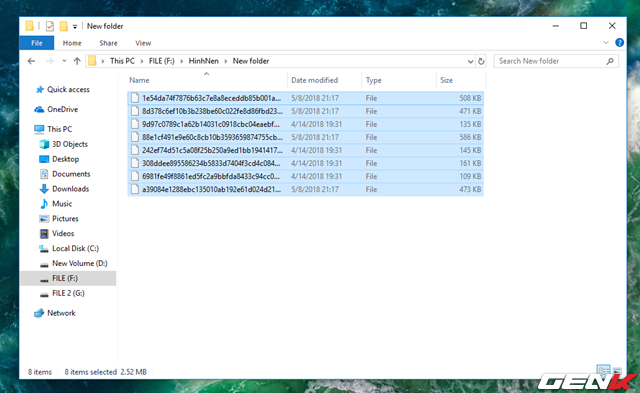 New folder
File Home Share View
This PC > FILE (F:) > HinhNen > New folder
Search New folder
Name Date modified Type Size
1e54da74f7876b63c7e8a8eceddb85b001a... 5/8/2018 21:17 File 508 KB
8d378c6ef10b3b238be60c022fe8d86fbd23... 5/8/2018 21:17 File 471 KB
9d97c0789c1a62b14031c0918cbc04eaebf... 4/14/2018 19:31 File 135 KB
88e1cf491e9e60c8cb10b3593659874755cb... 5/8/2018 21:17 File 586 KB
242ef74d51c5a08f25b250a9ed1bb1941417... 4/14/2018 19:31 File 145 KB
308ddee895586234b5833d7404f3cd4c084... 4/14/2018 19:31 File 161 KB
6981fe49f8861ed5fc2a9bbfda8433c94cc0... 4/14/2018 19:31 File 109 KB
a39084e1288ebc135010ab192e61d024d21... 5/8/2018 21:17 File 473 KB
Quick access
OneDrive
This PC
3D Objects
Desktop
Documents
Downloads
Music
Pictures
Videos
Local Disk (C:)
New Volume (D:)
FILE (F:)
FILE 2 (G:)
Network
8 items 8 items selected 2.52 MB
GENK